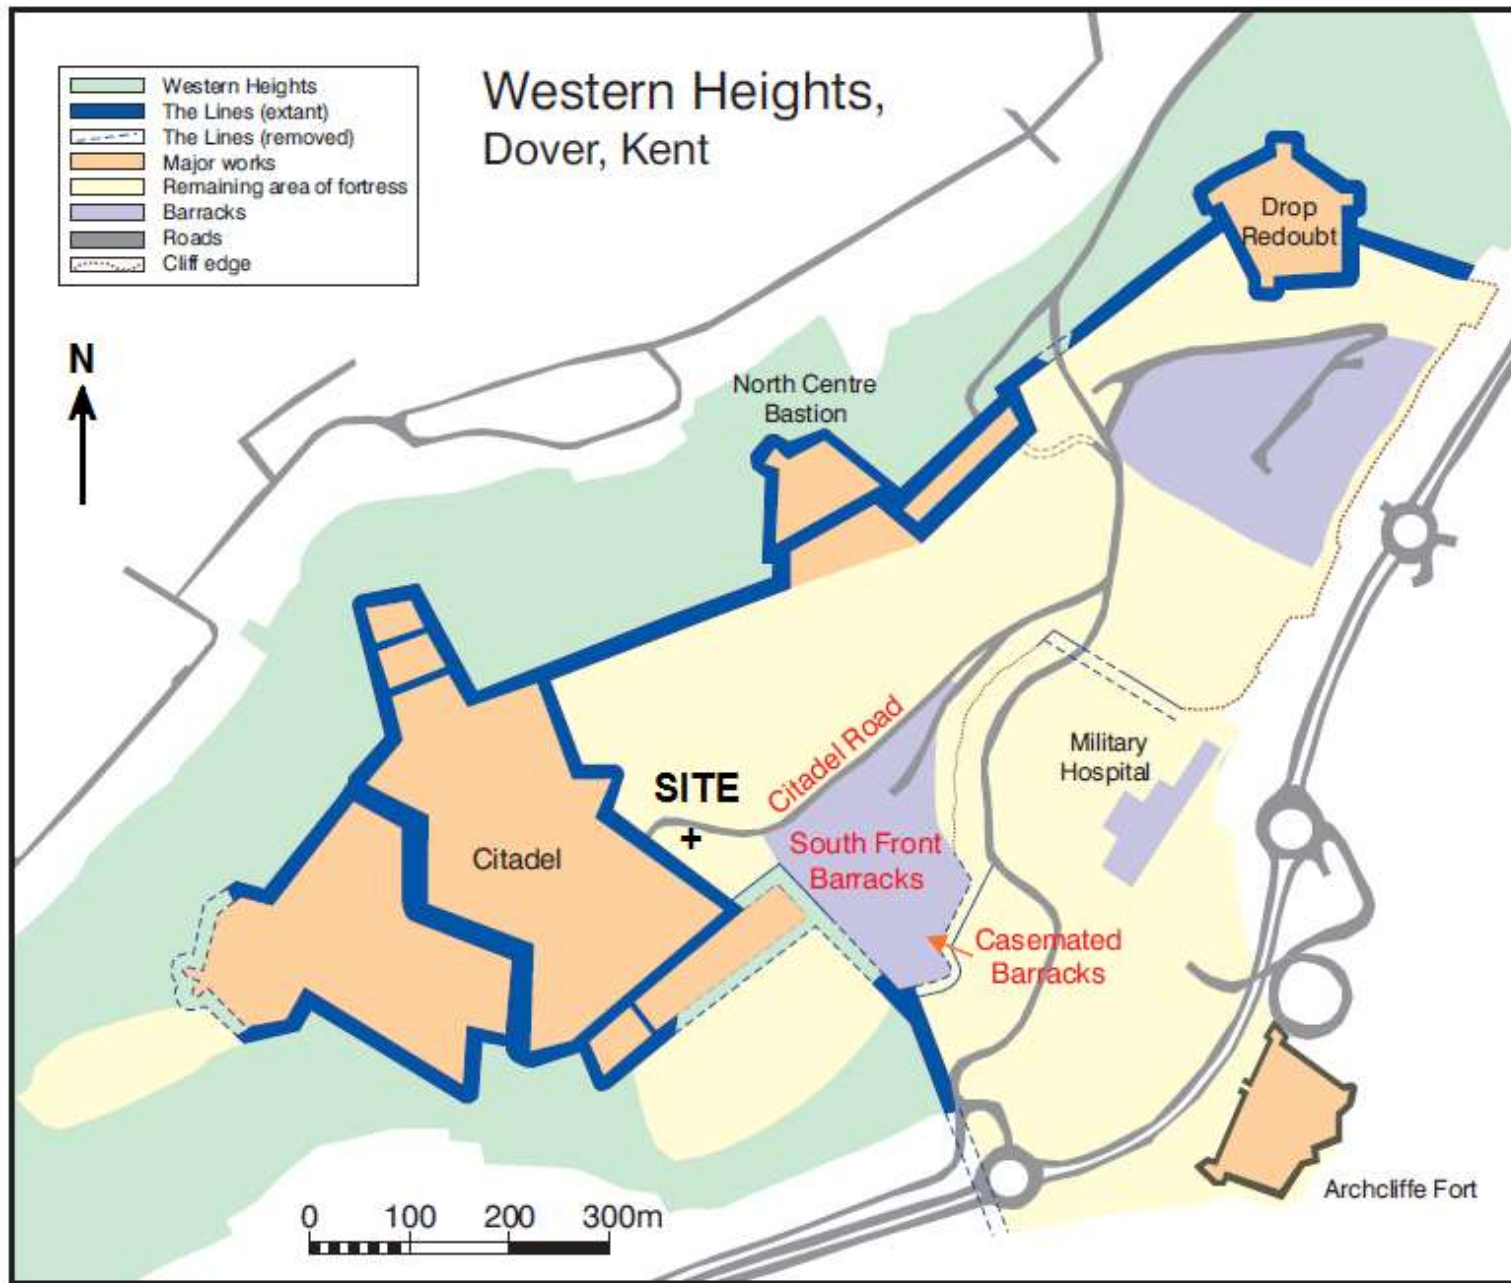 Western Heights,
Dover, Kent
Western Heights
The Lines (extant)
The Lines (removed)
Major works
Remaining area of fortress
Barracks
Roads
Cliff edge
N
Drop
Redoubt
North Centre
Bastion
Citadel Road
Military
Hospital
SITE
+
South Front
Barracks
Citadel
Casemated
Barracks
Archcliffe Fort
0 100 200 300m